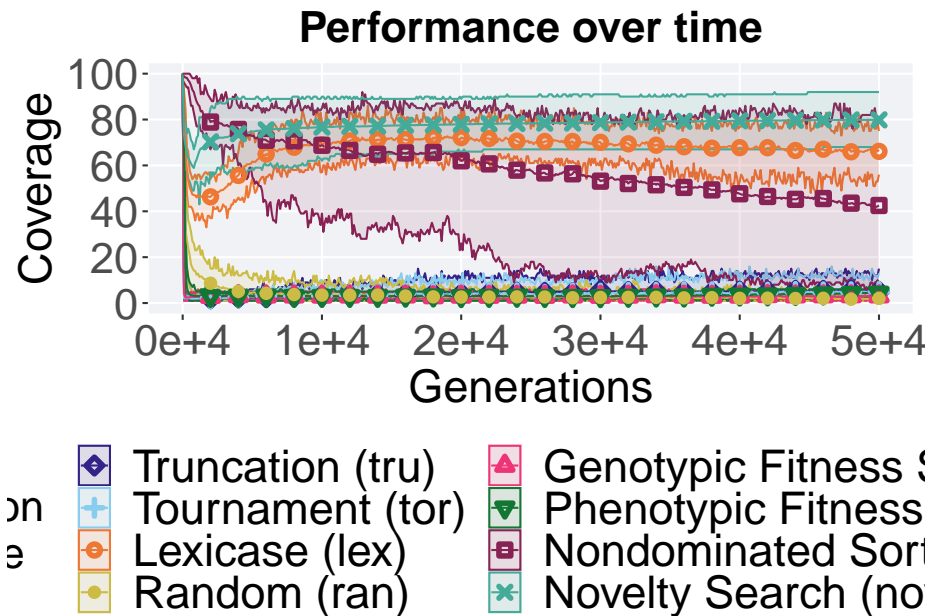 Performance over time
100
80
60
40
20
0
Coverage
0e+4 1e+4 2e+4 3e+4 4e+4 5e+4
Generations
Truncation (tru) Genotypic Fitness S
on Tournament (tor) Phenotypic Fitness
e Lexicase (lex) Nondominated Sort
Random (ran) Novelty Search (no